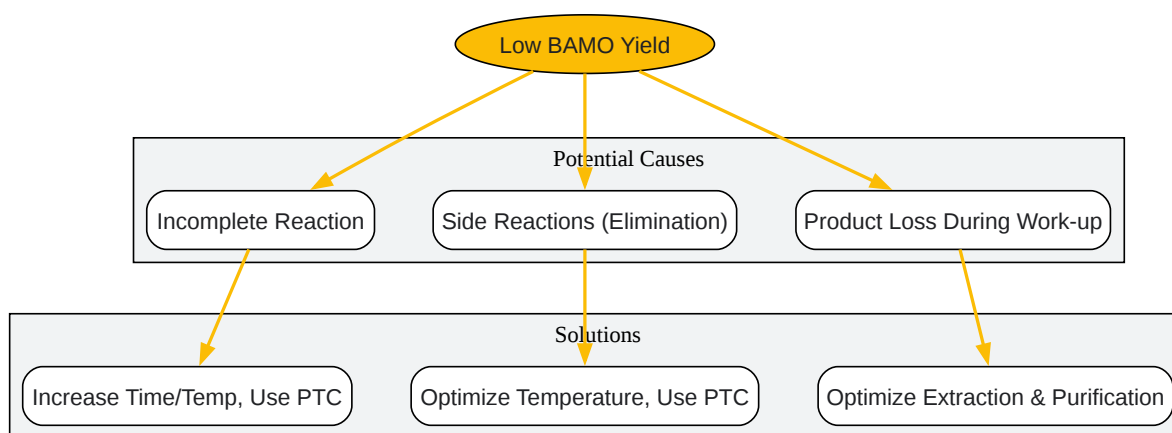 Low BAMO Yield
Potential Causes
Incomplete Reaction
Side Reactions (Elimination)
Product Loss During Work-up
Solutions
Increase Time/Temp, Use PTC
Optimize Temperature, Use PTC
Optimize Extraction & Purification